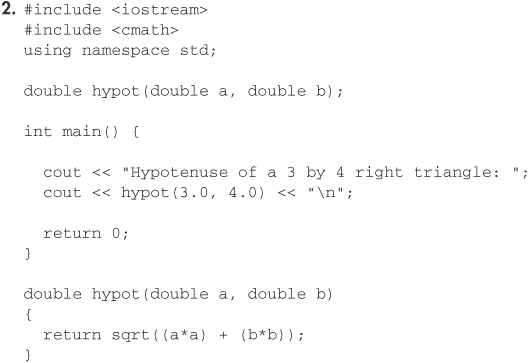 2. #include <iostream>
#include <cmath>
using namespace std;

double hypot(double a, double b);

int main() {

  cout << "Hypotenuse of a 3 by 4 right triangle: ";
  cout << hypot(3.0, 4.0) << "\n";

  return 0;
}

double hypot(double a, double b)
{
  return sqrt((a*a) + (b*b));
}